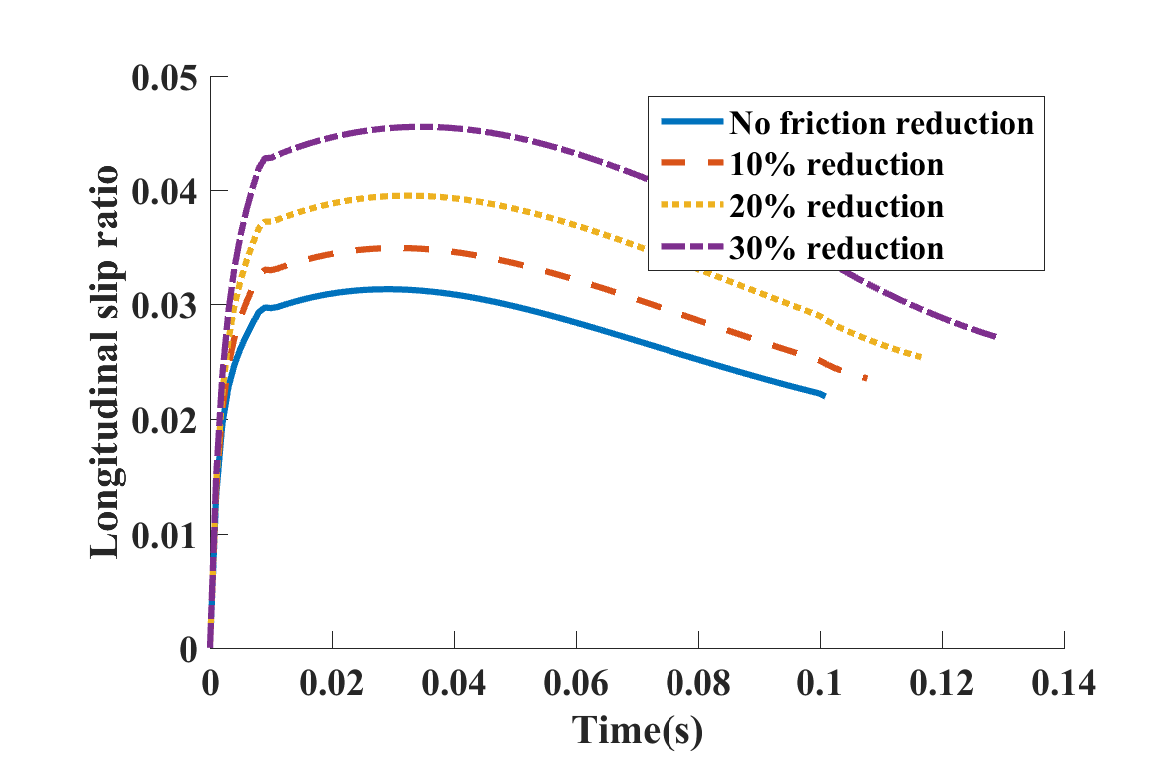 0.05
0.04
0.03
0.02
0.01
0
Longitudinal slip ratio
No friction reduction
10% reduction
20% reduction
30% reduction
0 0.02 0.04 0.06 0.08 0.1 0.12 0.14
Time(s)